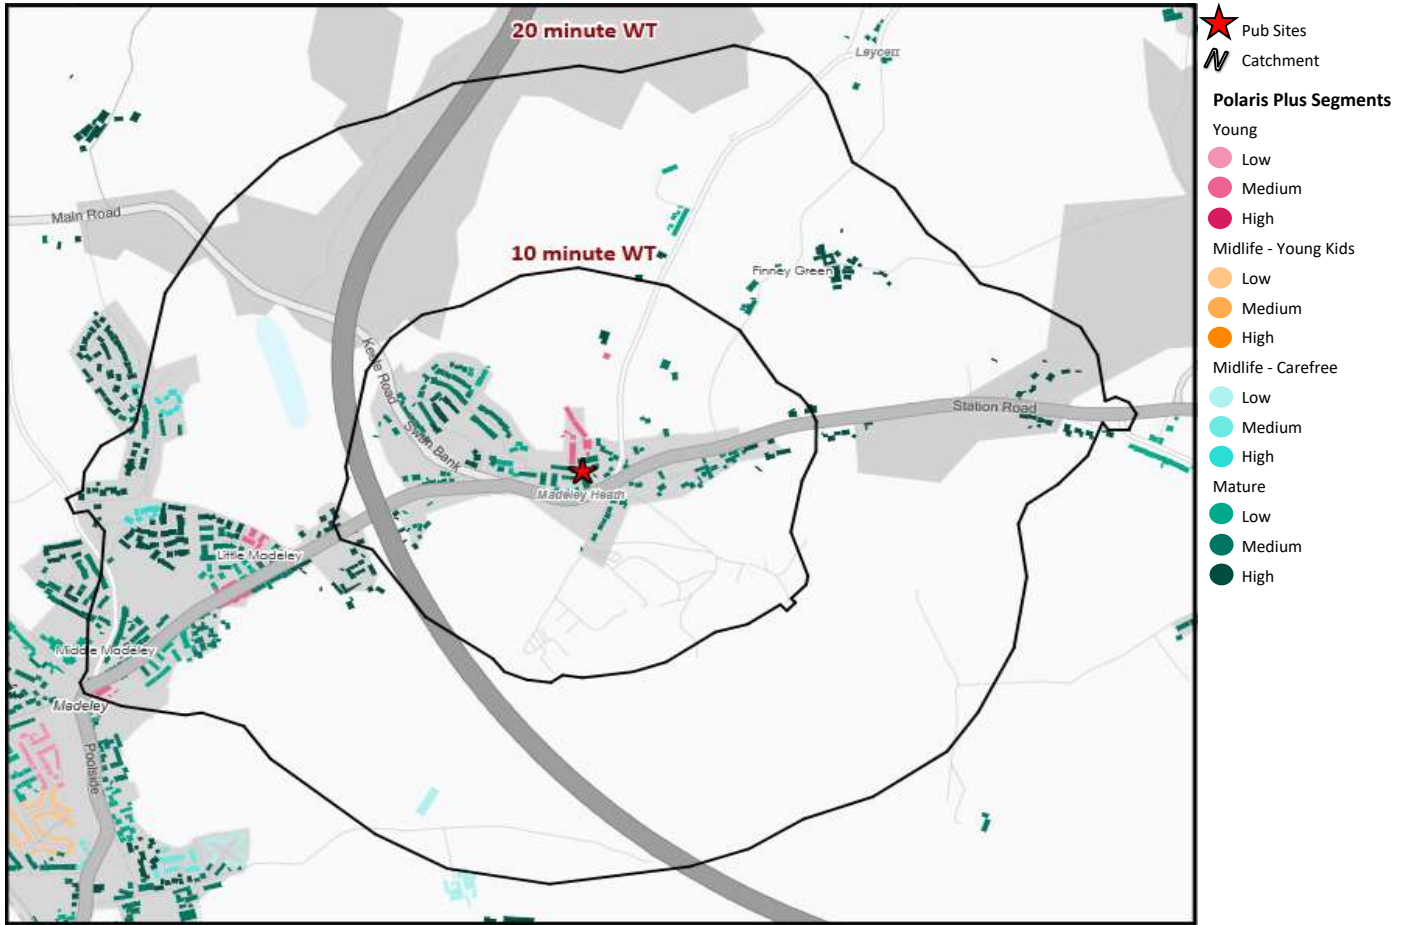 20 minute WT
Leycett
Main Road
10 minute WT
Finney Green
Keele Road
Swan Bank
Station Road
Madeley Heath
Little Madeley
Middle Madeley
Madeley
Poolside
Pub Sites
Catchment
Polaris Plus Segments
Young
Low
Medium
High
Midlife - Young Kids
Low
Medium
High
Midlife - Carefree
Low
Medium
High
Mature
Low
Medium
High